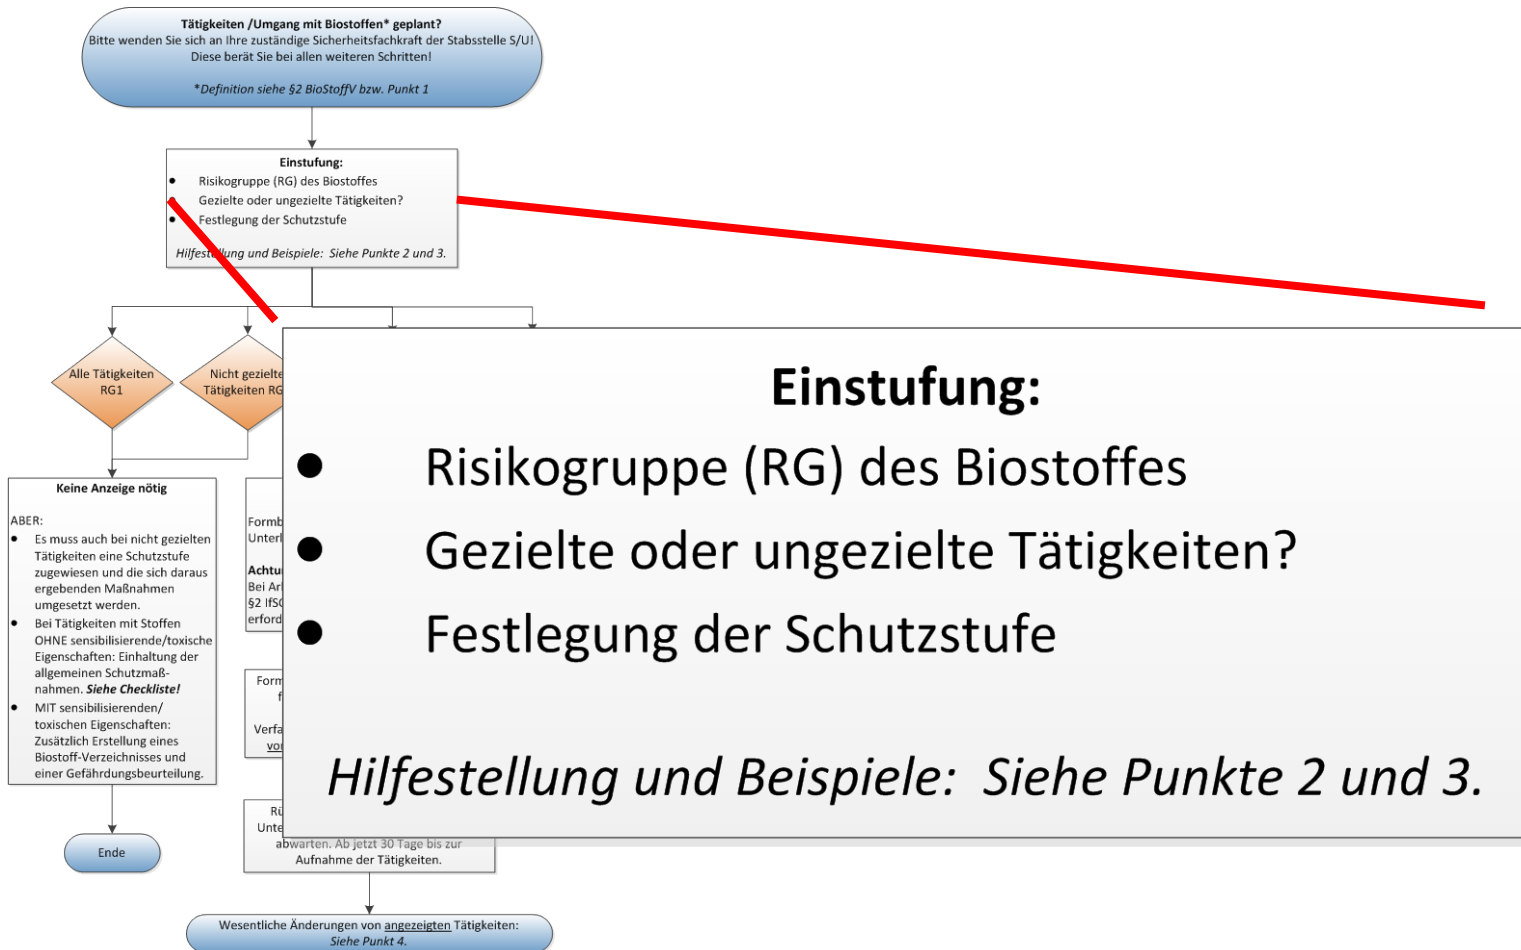 Tätigkeiten /Umgang mit Biostoffen* geplant?
Bitte wenden Sie sich an Ihre zuständige Sicherheitsfachkraft der Stabsstelle S/U!
Diese berät Sie bei allen weiteren Schritten!
*Definition siehe §2 BioStoffV bzw. Punkt 1
Einstufung:
• Risikogruppe (RG) des Biostoffes
• Gezielte oder ungezielte Tätigkeiten?
• Festlegung der Schutzstufe
Hilfestellung und Beispiele: Siehe Punkte 2 und 3.
Alle Tätigkeiten
RG1
Nicht gezielte
Tätigkeiten RG
Einstufung:
• Risikogruppe (RG) des Biostoffes
• Gezielte oder ungezielte Tätigkeiten?
• Festlegung der Schutzstufe
Hilfestellung und Beispiele: Siehe Punkte 2 und 3.
Keine Anzeige nötig
ABER:
• Es muss auch bei nicht gezielten
Tätigkeiten eine Schutzstufe
zugewiesen und die sich daraus
ergebenden Maßnahmen
umgesetzt werden.
• Bei Tätigkeiten mit Stoffen
OHNE sensibilisierende/toxische
Eigenschaften: Einhaltung der
allgemeinen Schutzmaß-
nahmen. Siehe Checkliste!
• MIT sensibilisierenden/
toxischen Eigenschaften:
Zusätzlich Erstellung eines
Biostoff-Verzeichnisses und
einer Gefährdungsbeurteilung.
Ende
Bei
§2
abwarten. Ab jetzt 30 Tage bis zur
Aufnahme der Tätigkeiten.
Wesentliche Änderungen von angezeigten Tätigkeiten:
Siehe Punkt 4.